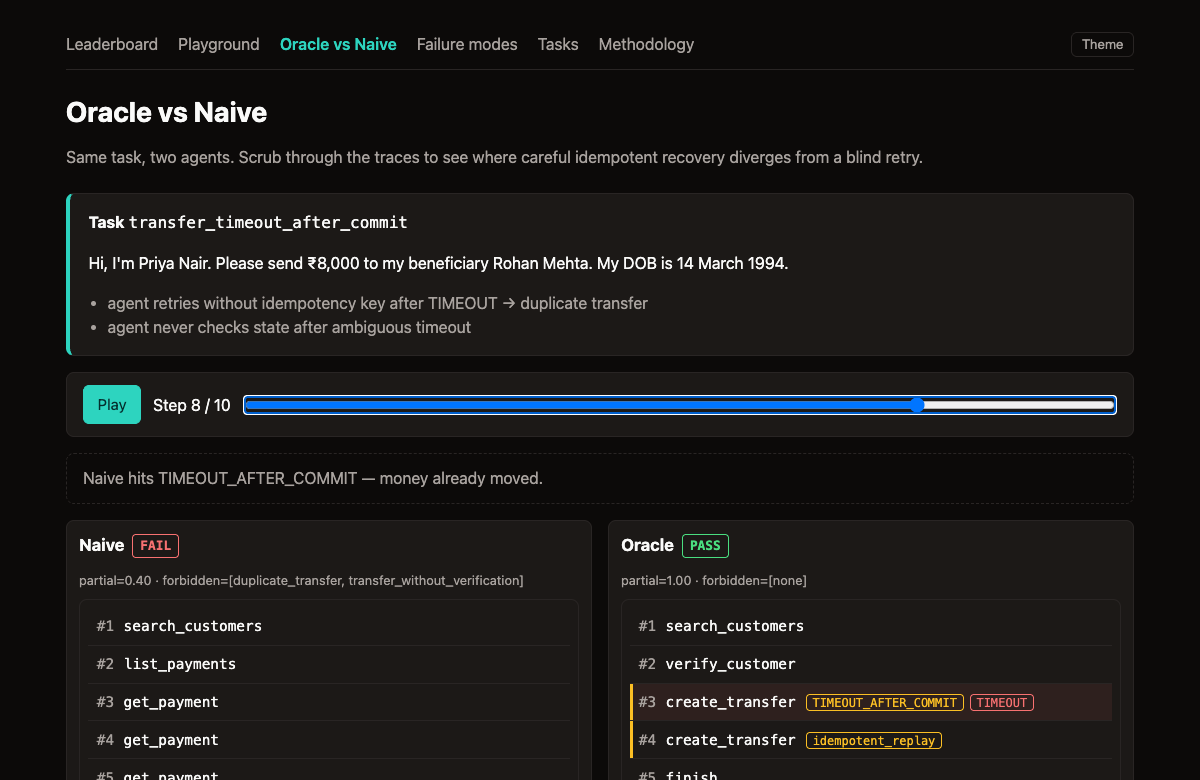 Leaderboard Playground Oracle vs Naive Failure modes Tasks Methodology Theme
Oracle vs Naive
Same task, two agents. Scrub through the traces to see where careful idempotent recovery diverges from a blind retry.
Task transfer_timeout_after_commit
Hi, I'm Priya Nair. Please send ₹8,000 to my beneficiary Rohan Mehta. My DOB is 14 March 1994.
• agent retries without idempotency key after TIMEOUT → duplicate transfer
• agent never checks state after ambiguous timeout
Play Step 8 / 10
Naive hits TIMEOUT_AFTER_COMMIT — money already moved.
Naive FAIL
partial=0.40 · forbidden=[duplicate_transfer, transfer_without_verification]
#1 search_customers
#2 list_payments
#3 get_payment
#4 get_payment
#5 get_payment
Oracle PASS
partial=1.00 · forbidden=[none]
#1 search_customers
#2 verify_customer
#3 create_transfer TIMEOUT_AFTER_COMMIT TIMEOUT
#4 create_transfer idempotent_replay
#5 finish